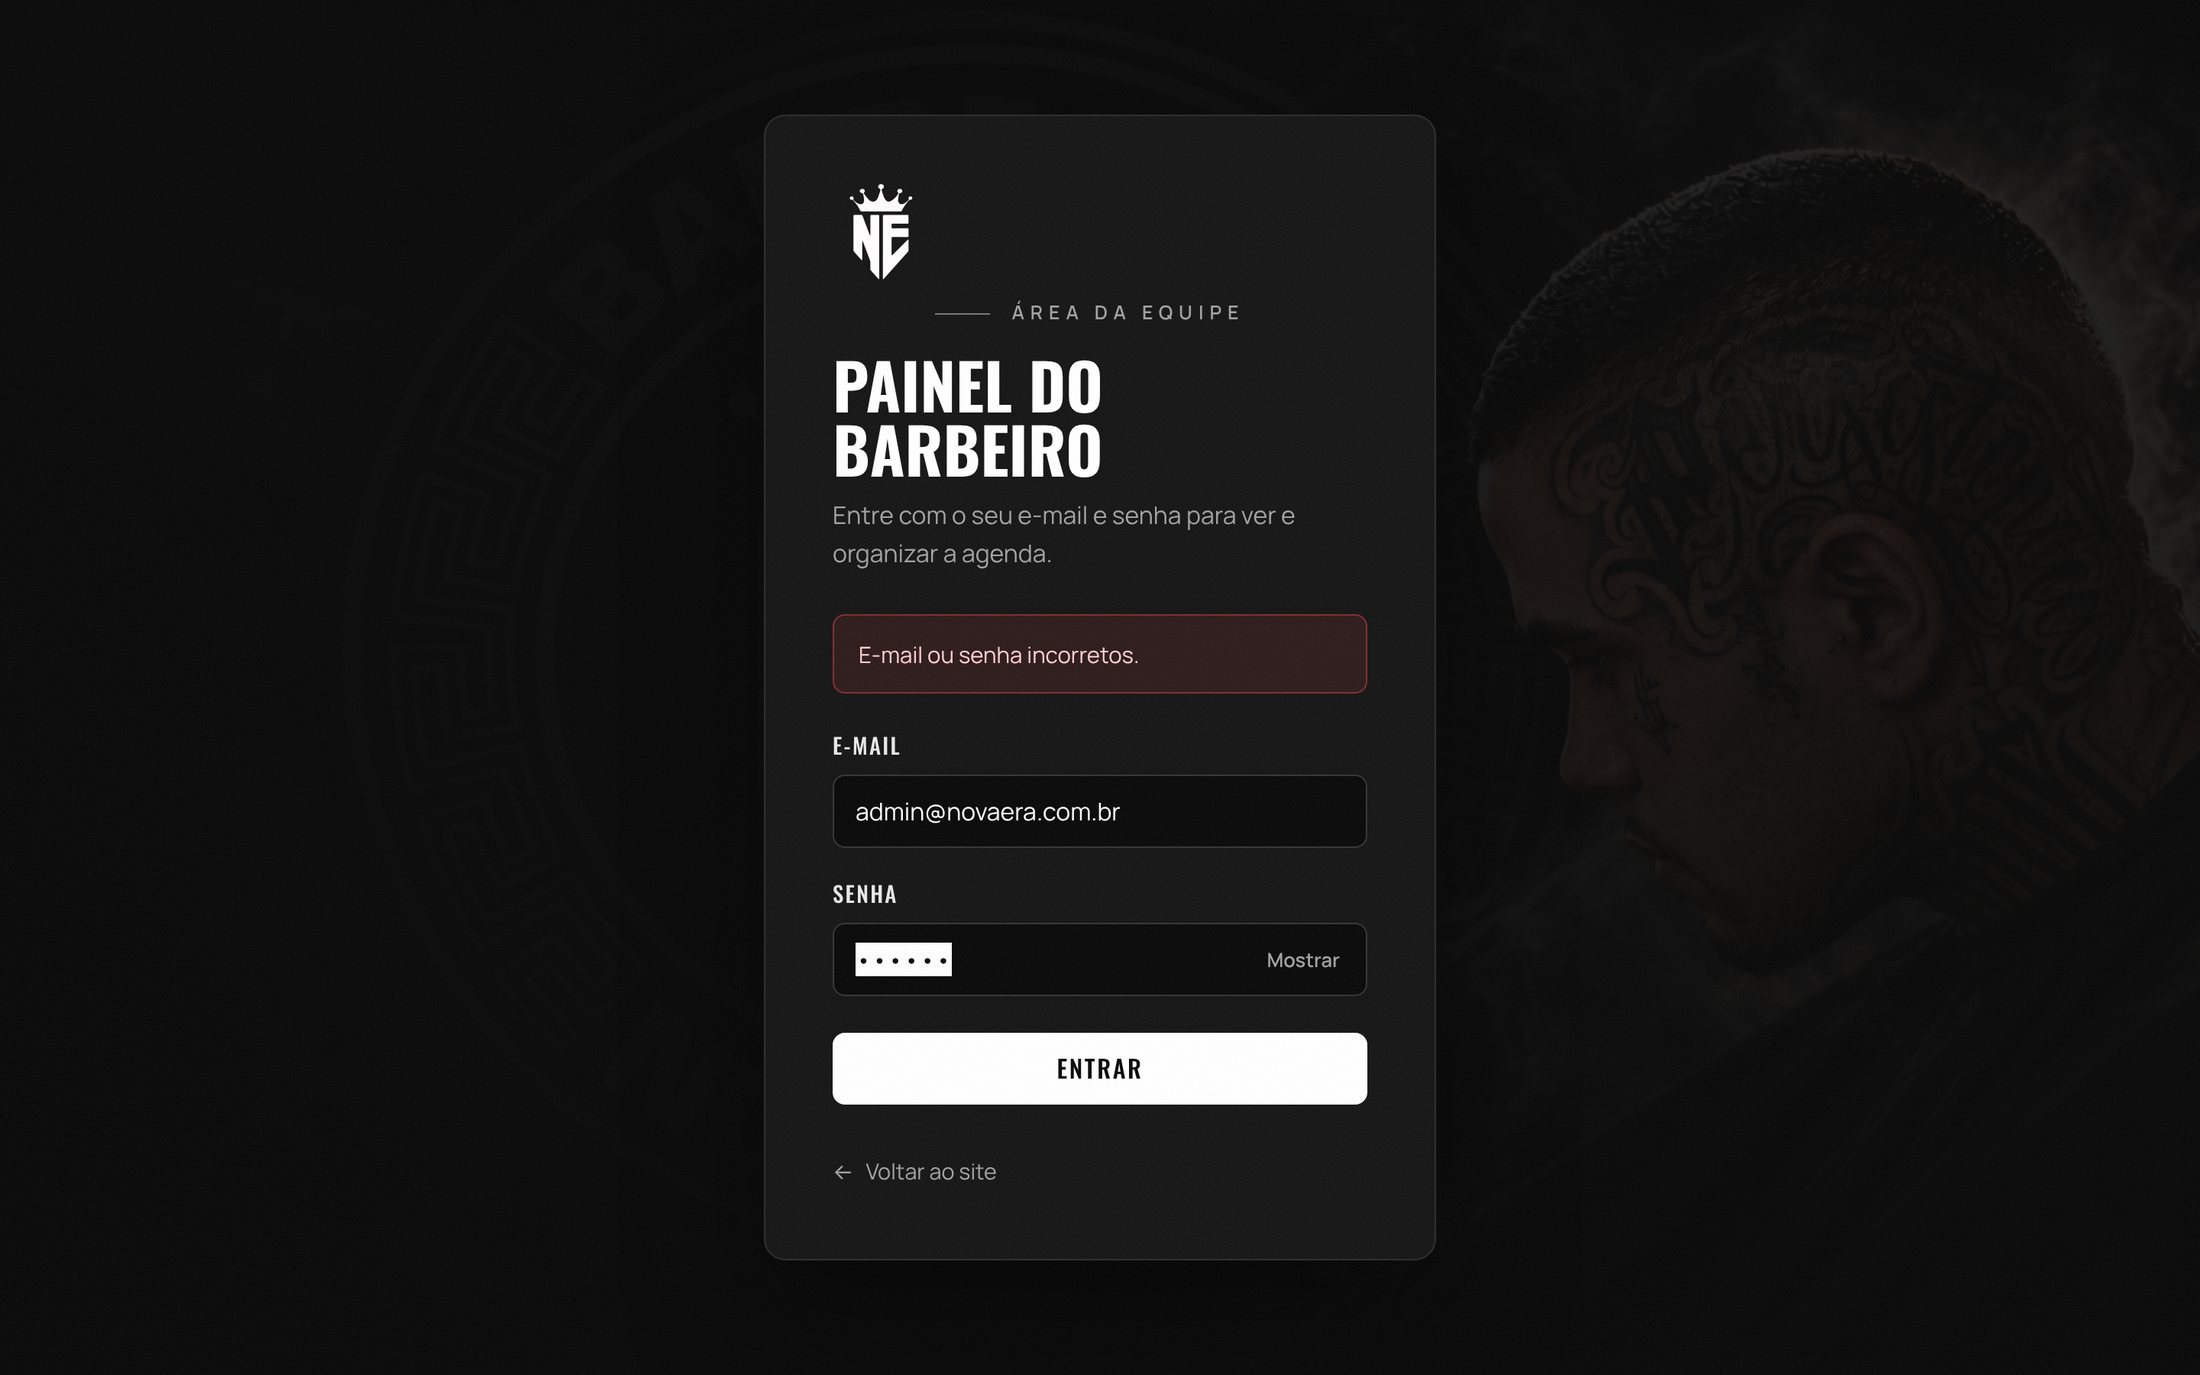 NE
ÁREA DA EQUIPE
PAINEL DO
BARBEIRO
Entre com o seu e-mail e senha para ver e
organizar a agenda.
E-mail ou senha incorretos.
E-MAIL
admin@novaera.com.br
SENHA
••••••
Mostrar
ENTRAR
← Voltar ao site